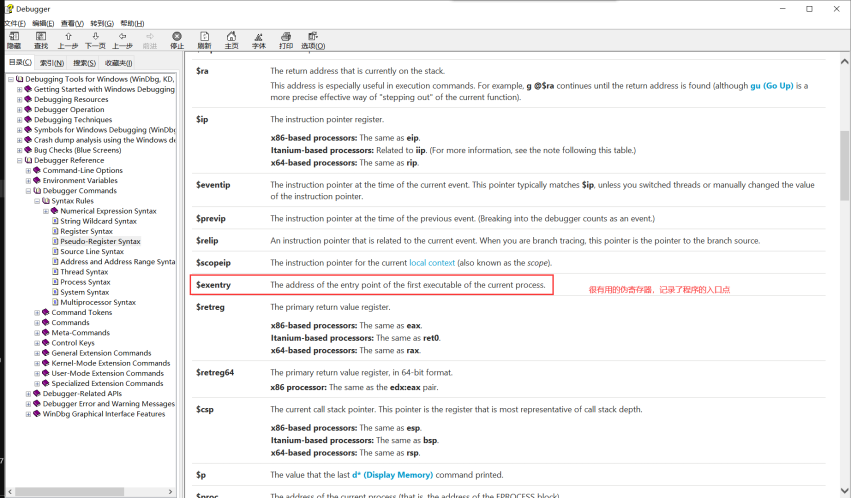 Debugger
文件(F) 编辑(E) 查看(V) 转到(G) 帮助(H)
隐藏 查找 上一步 下一页 上一步 前进 停止 刷新 主页 字体 打印 选项(O)
目录(C) 索引(N) 搜索(S) 收藏夹(I)
Debugging Tools for Windows (WinDbg, KD,
Getting Started with Windows Debugging
Debugging Resources
Debugger Operation
Debugging Techniques
Symbols for Windows Debugging (WinDb
Crash dump analysis using the Windows de
Bug Checks (Blue Screens)
Debugger Reference
Command-Line Options
Environment Variables
Debugger Commands
Syntax Rules
Numerical Expression Syntax
String Wildcard Syntax
Register Syntax
Pseudo-Register Syntax
Source Line Syntax
Address and Address Range Synta
Thread Syntax
Process Syntax
System Syntax
Multiprocessor Syntax
Command Tokens
Commands
Meta-Commands
Control Keys
General Extension Commands
Kernel-Mode Extension Commands
User-Mode Extension Commands
Specialized Extension Commands
Debugger-Related APIs
Debugger Error and Warning Messages
WinDbg Graphical Interface Features
$ra The return address that is currently on the stack.
This address is especially useful in execution commands. For example, g @$ra continues until the return address is found (although gu (Go Up) is a
more precise effective way of "stepping out" of the current function).
$ip The instruction pointer register.
x86-based processors: The same as eip.
Itanium-based processors: Related to iip. (For more information, see the note following this table.)
x64-based processors: The same as rip.
$eventip The instruction pointer at the time of the current event. This pointer typically matches $ip, unless you switched threads or manually changed the value
of the instruction pointer.
$previp The instruction pointer at the time of the previous event. (Breaking into the debugger counts as an event.)
$relip An instruction pointer that is related to the current event. When you are branch tracing, this pointer is the pointer to the branch source.
$scopeip The instruction pointer for the current local context (also known as the scope).
$exentry The address of the entry point of the first executable of the current process. 很有用的伪寄存器，记录了程序的入口点
$retreg The primary return value register.
x86-based processors: The same as eax.
Itanium-based processors: The same as ret0.
x64-based processors: The same as rax.
$retreg64 The primary return value register, in 64-bit format.
x86 processor: The same as the edx:eax pair.
$csp The current call stack pointer. This pointer is the register that is most representative of call stack depth.
x86-based processors: The same as esp.
Itanium-based processors: The same as bsp.
x64-based processors: The same as rsp.
$p The value that the last d* (Display Memory) command printed.
$proc The address of the current process (that is, the address of the EPROCESS block).